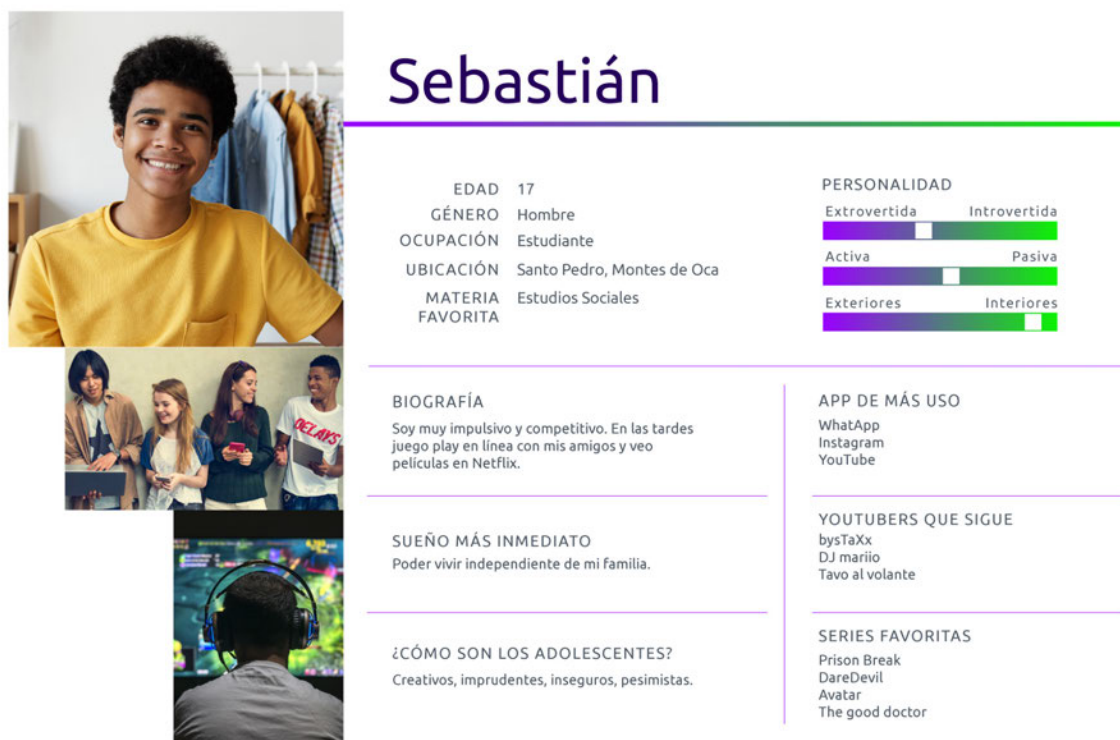 Sebastián
EDAD 17
GÉNERO Hombre
OCUPACIÓN Estudiante
UBICACIÓN Santo Pedro, Montes de Oca
MATERIA Estudios Sociales
FAVORITA
PERSONALIDAD
Extrovertida Introvertida
Activa Pasiva
Exteriores Interiores
BIOGRAFÍA
Soy muy impulsivo y competitivo. En las tardes
juego play en línea con mis amigos y veo
películas en Netflix.
SUEÑO MÁS INMEDIATO
Poder vivir independiente de mi familia.
¿CÓMO SON LOS ADOLESCENTES?
Creativos, imprudentes, inseguros, pesimistas.
APP DE MÁS USO
WhatApp
Instagram
YouTube
YOUTUBERS QUE SIGUE
bysTaXx
DJ mariio
Tavo al volante
SERIES FAVORITAS
Prison Break
DareDevil
Avatar
The good doctor
DELAYS